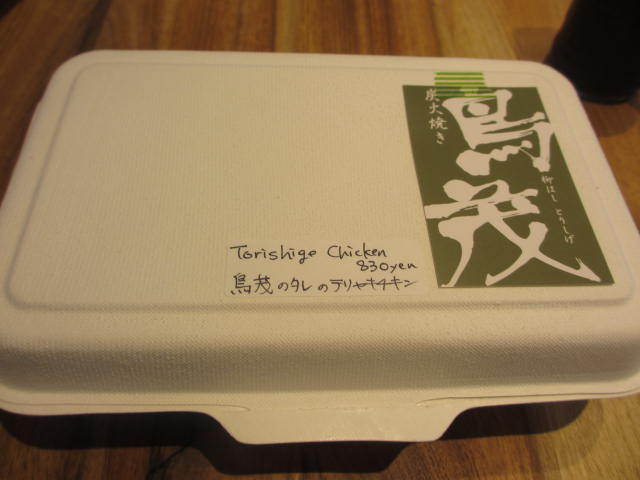 炭火焼き
鳥茂
柳ばし とりしげ
Torishige Chicken
830yen
鳥茂のタレのテリヤキチキン